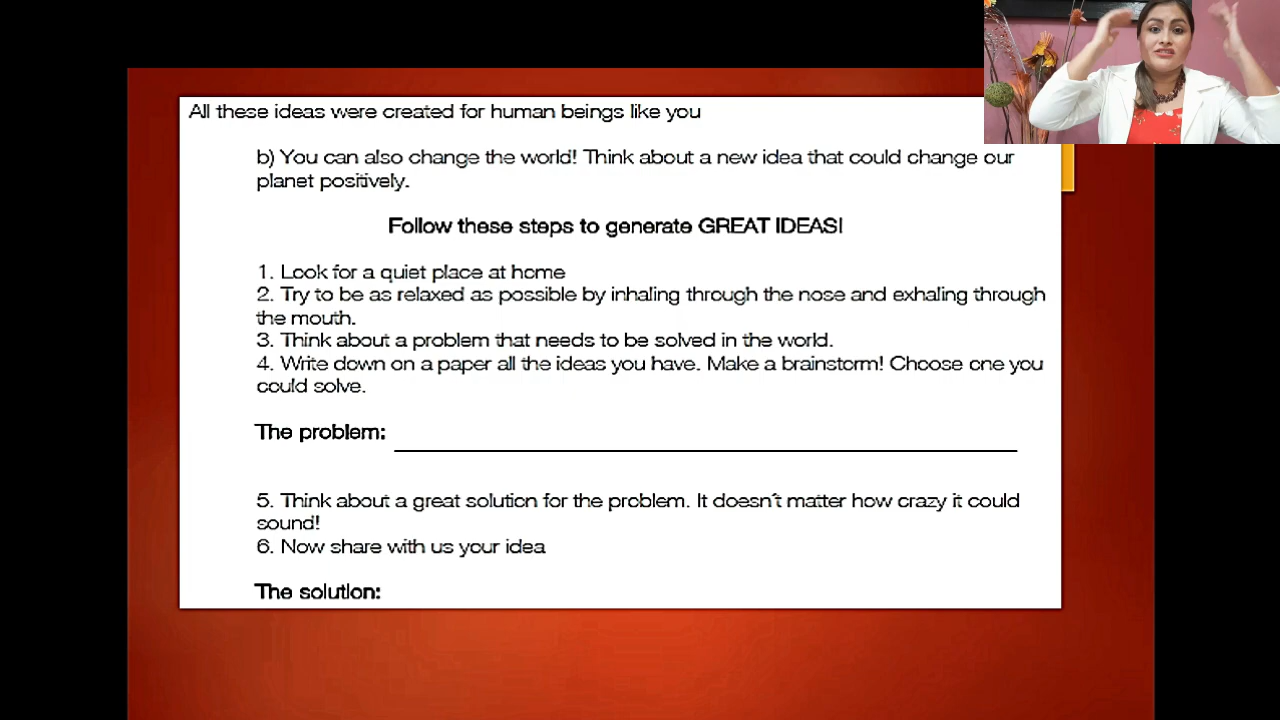 All these ideas were created for human beings like you
b) You can also change the world! Think about a new idea that could change our
planet positively.
Follow these steps to generate GREAT IDEAS!
1. Look for a quiet place at home
2. Try to be as relaxed as possible by inhaling through the nose and exhaling through
the mouth.
3. Think about a problem that needs to be solved in the world.
4. Write down on a paper all the ideas you have. Make a brainstorm! Choose one you
could solve.
The problem:
5. Think about a great solution for the problem. It doesn´t matter how crazy it could
sound!
6. Now share with us your idea
The solution: